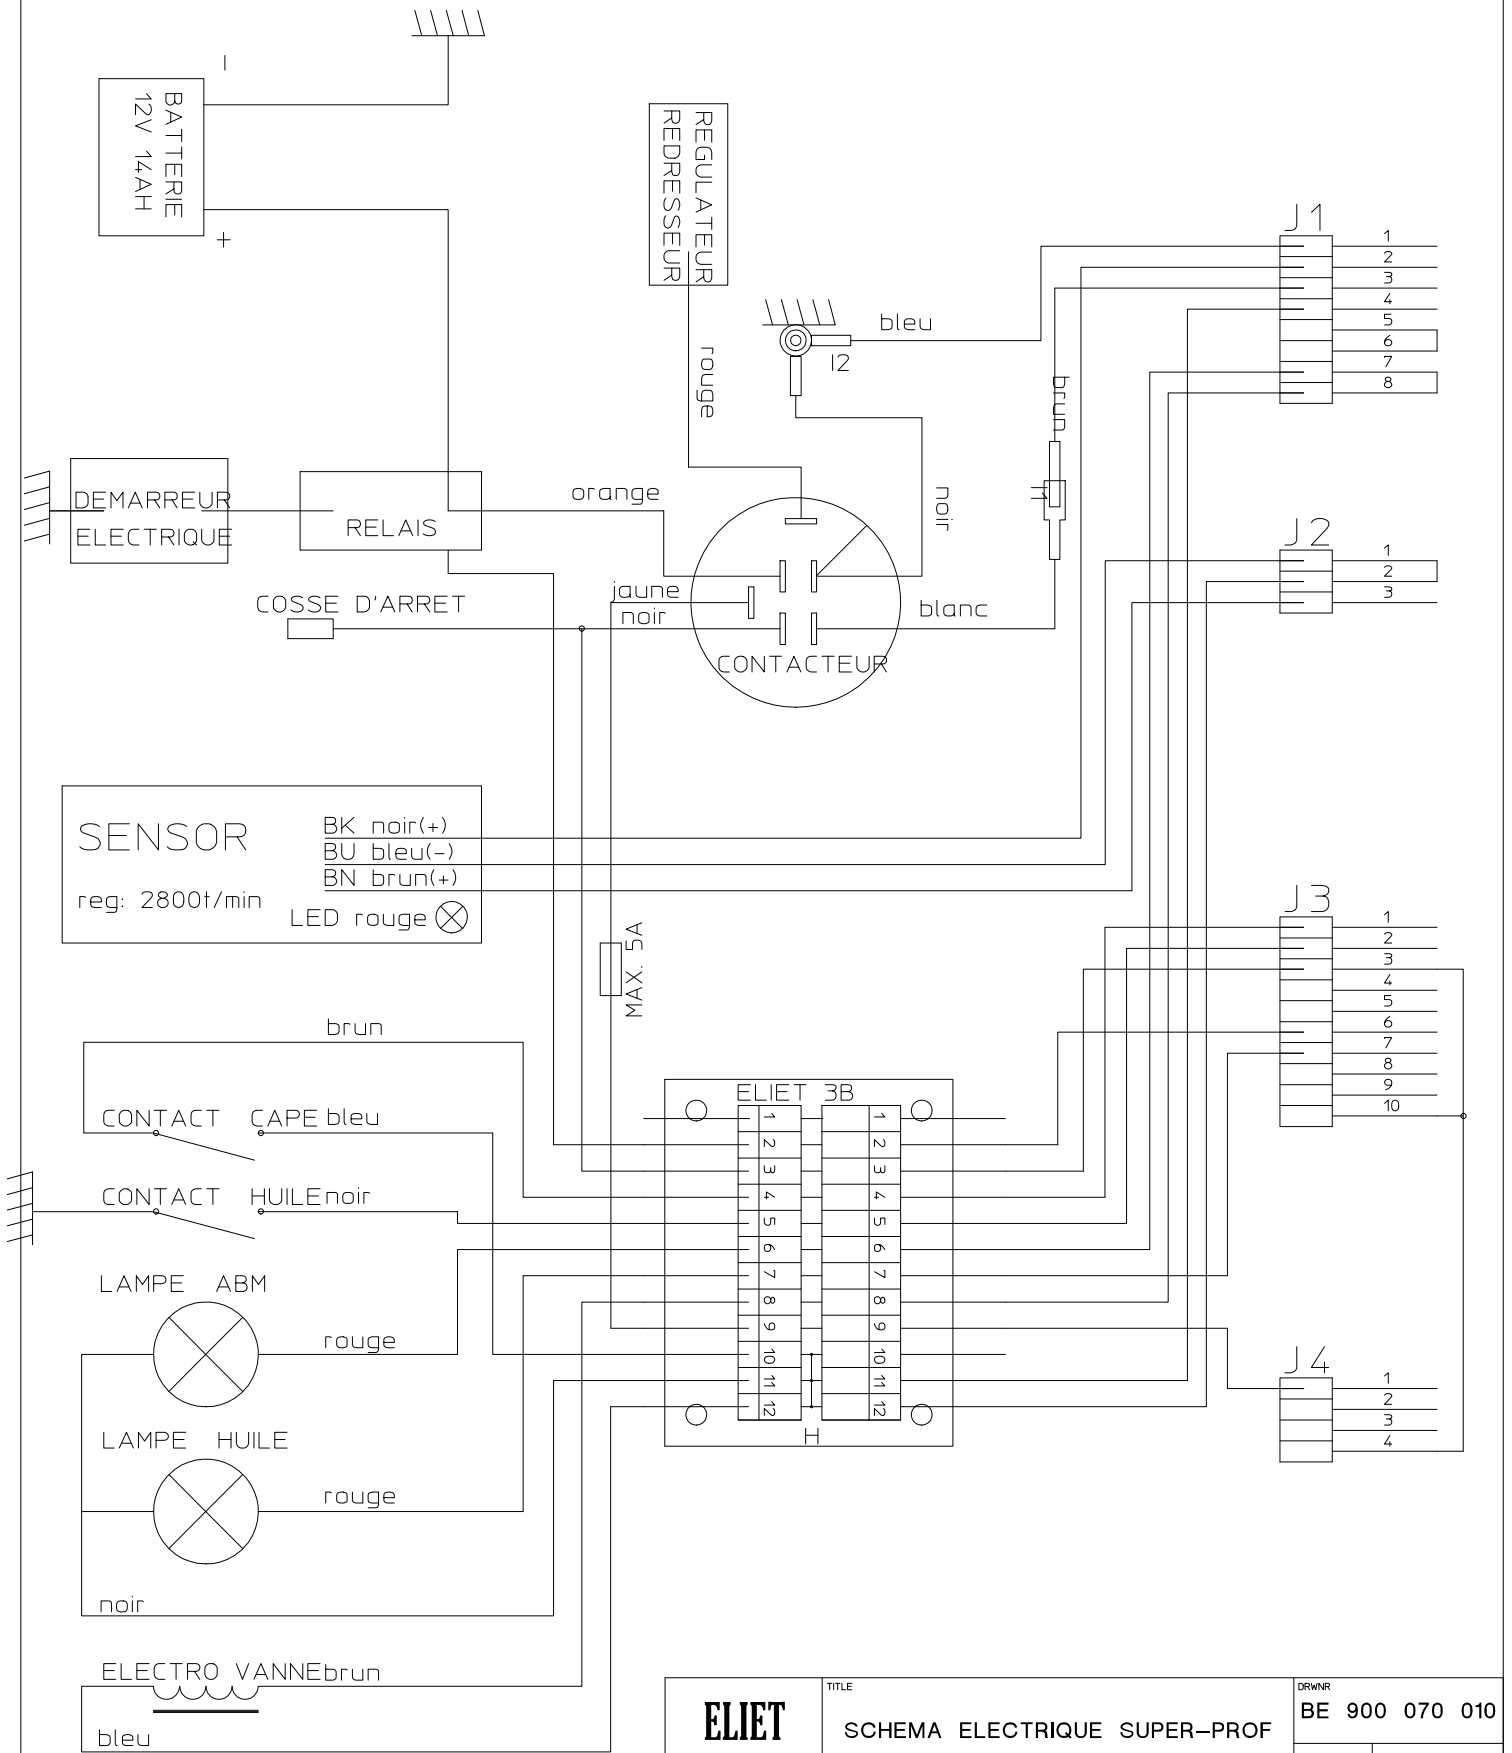 BATTERIE
12V 14AH
-
+
REGULATEUR
REDRESSEUR
rouge
bleu
I2
noir
brun
J1
1
2
3
4
5
6
7
8
DEMARREUR
ELECTRIQUE
RELAIS
orange
jaune
noir
COSSE D'ARRET
blanc
CONTACTEUR
J2
1
2
3
SENSOR
reg: 2800t/min
BK noir(+)
BU bleu(-)
BN brun(+)
LED rouge
MAX. 5A
J3
1
2
3
4
5
6
7
8
9
10
brun
CONTACT CAPE bleu
CONTACT HUILE noir
LAMPE ABM
rouge
LAMPE HUILE
rouge
noir
ELECTRO VANNE brun
bleu
ELIET 3B
1 1
2 2
3 3
4 4
5 5
6 6
7 7
8 8
9 9
10 10
11 11
12 12
H
J4
1
2
3
4
ELIET
TITLE
SCHEMA ELECTRIQUE SUPER-PROF
DRWNR
BE 900 070 010